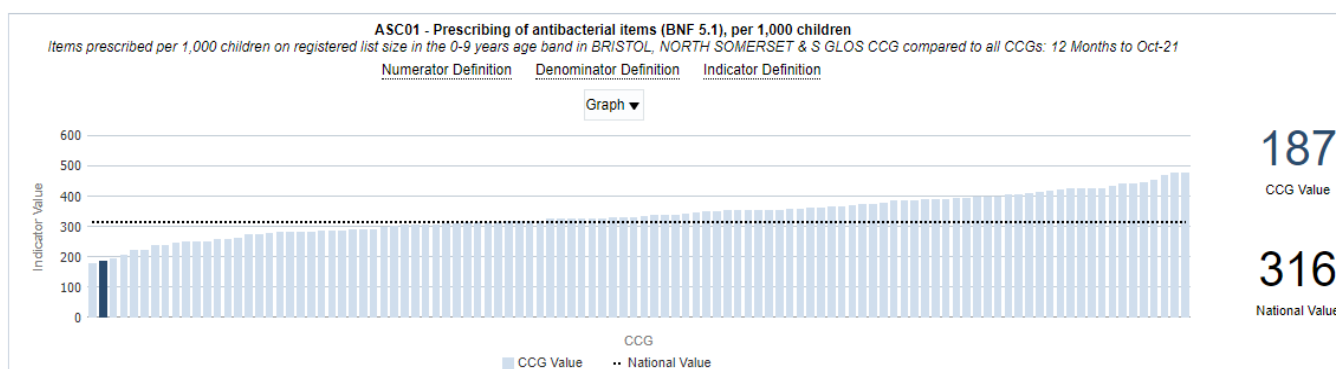 ASC01 - Prescribing of antibacterial items (BNF 5.1), per 1,000 children
Items prescribed per 1,000 children on registered list size in the 0-9 years age band in BRISTOL, NORTH SOMERSET & S GLOS CCG compared to all CCGs: 12 Months to Oct-21
Numerator Definition Denominator Definition Indicator Definition
Graph ▼
600
500
400
300
200
100
0
Indicator Value
CCG
CCG Value National Value
187
CCG Value
316
National Value